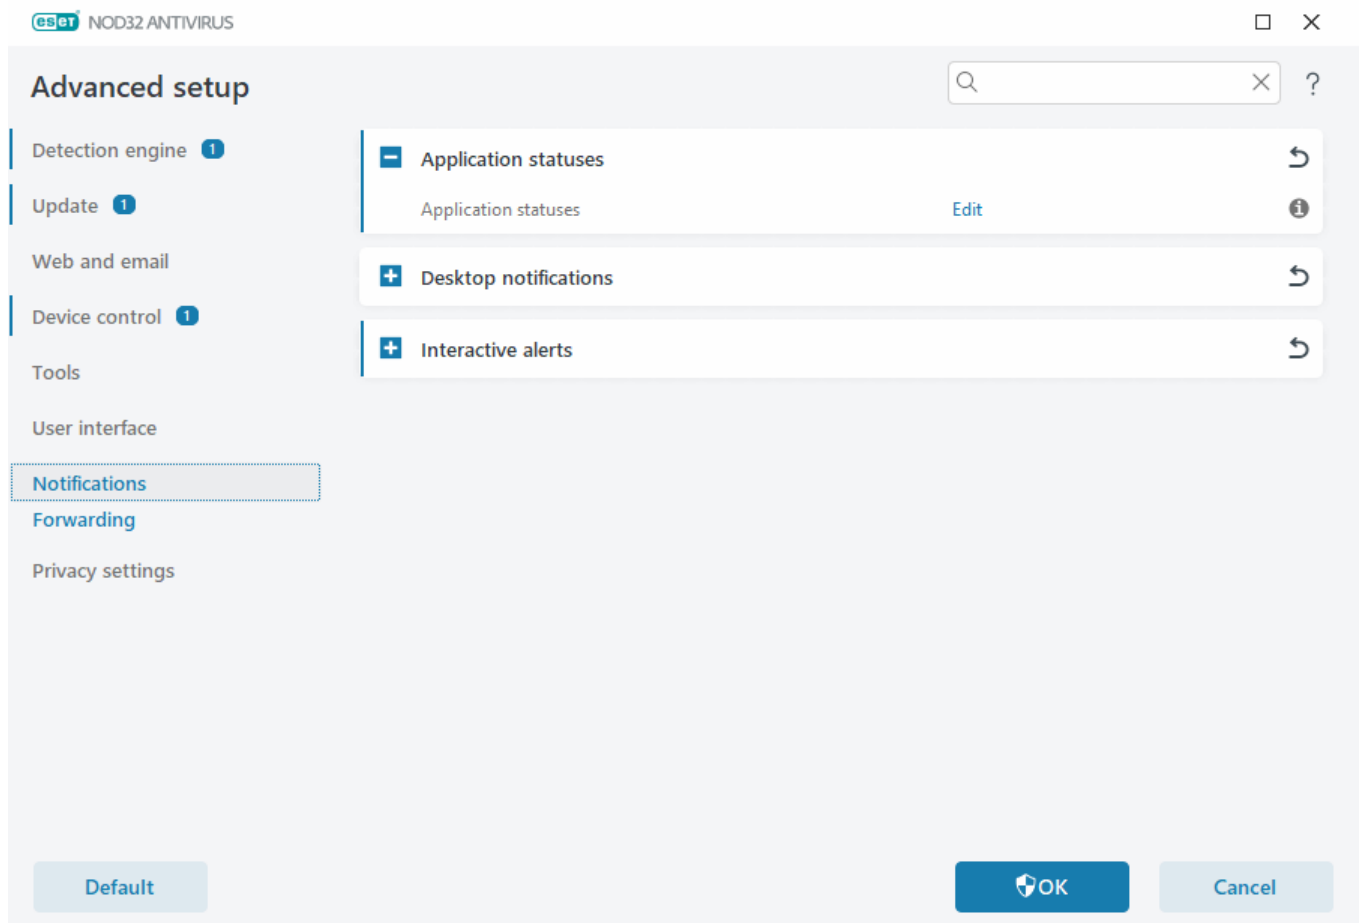 eset NOD32 ANTIVIRUS
Advanced setup
?
Detection engine 1
Update 1
Web and email
Device control 1
Tools
User interface
Notifications
Forwarding
Privacy settings
Application statuses
Application statuses Edit
Desktop notifications
Interactive alerts
Default
OK
Cancel